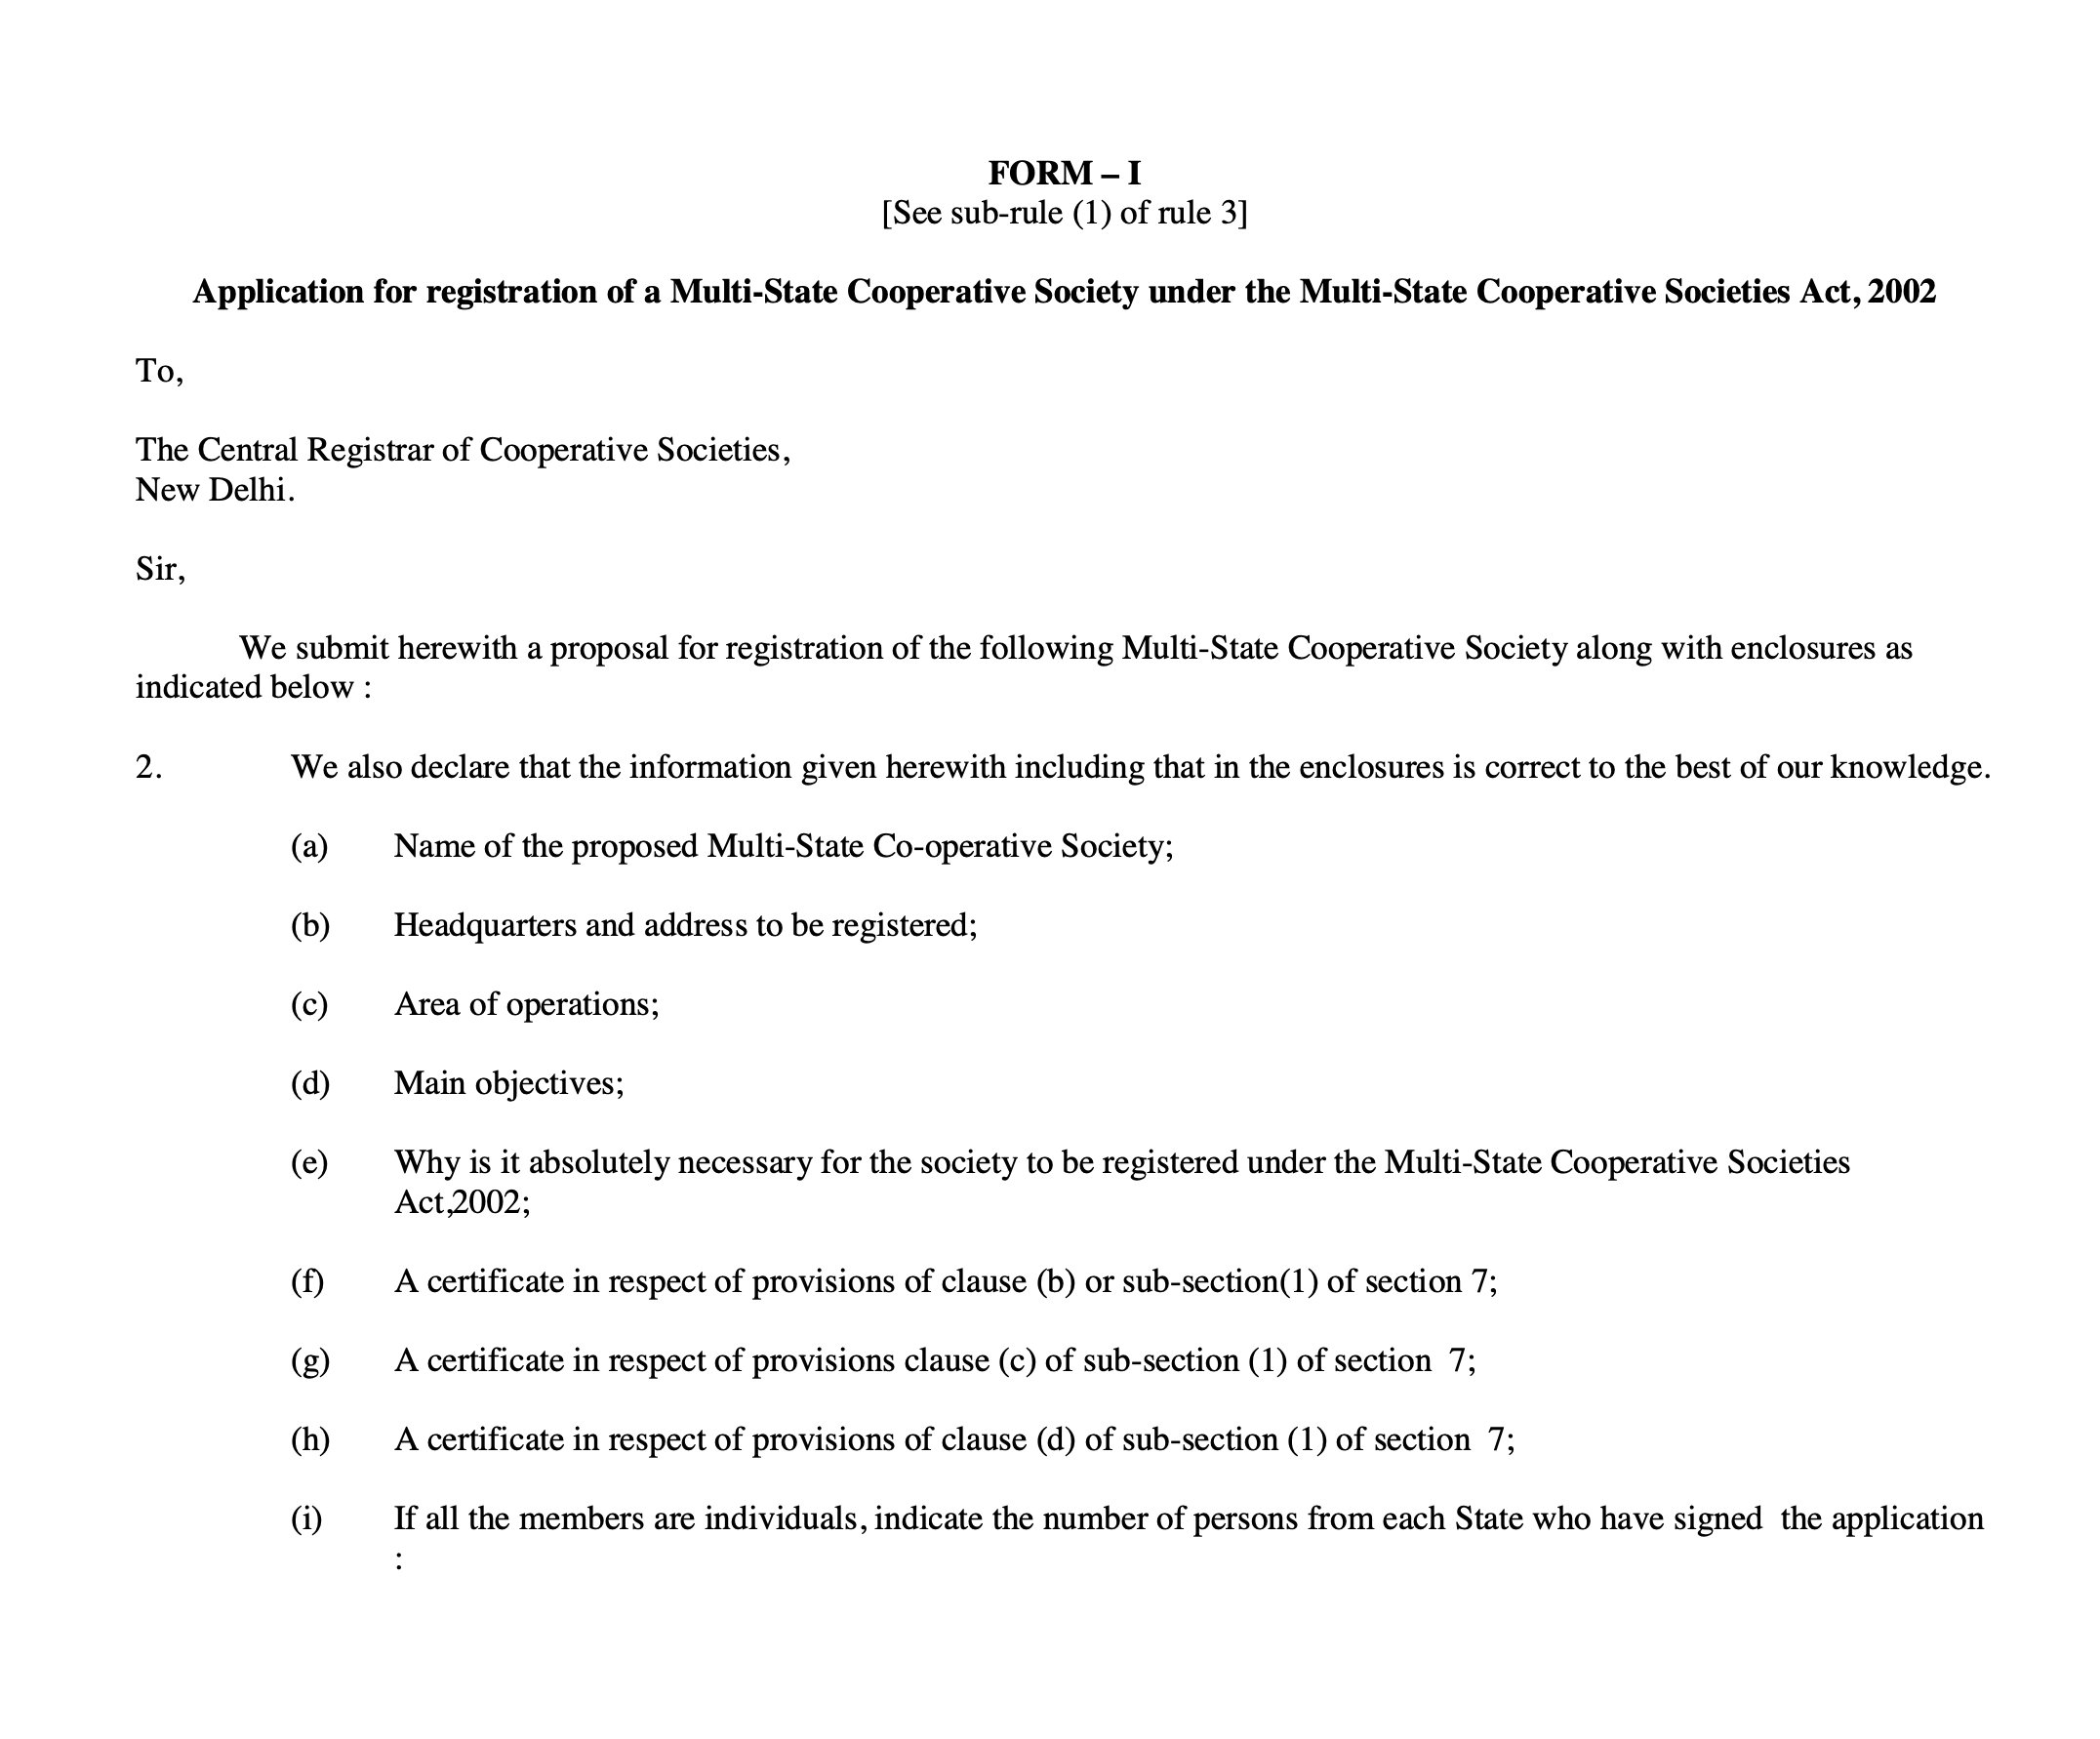 FORM – I
[See sub-rule (1) of rule 3]
Application for registration of a Multi-State Cooperative Society under the Multi-State Cooperative Societies Act, 2002
To,
The Central Registrar of Cooperative Societies,
New Delhi.
Sir,
We submit herewith a proposal for registration of the following Multi-State Cooperative Society along with enclosures as
indicated below :
2. We also declare that the information given herewith including that in the enclosures is correct to the best of our knowledge.
(a) Name of the proposed Multi-State Co-operative Society;
(b) Headquarters and address to be registered;
(c) Area of operations;
(d) Main objectives;
(e) Why is it absolutely necessary for the society to be registered under the Multi-State Cooperative Societies
Act,2002;
(f) A certificate in respect of provisions of clause (b) or sub-section(1) of section 7;
(g) A certificate in respect of provisions clause (c) of sub-section (1) of section 7;
(h) A certificate in respect of provisions of clause (d) of sub-section (1) of section 7;
(i) If all the members are individuals, indicate the number of persons from each State who have signed the application
: